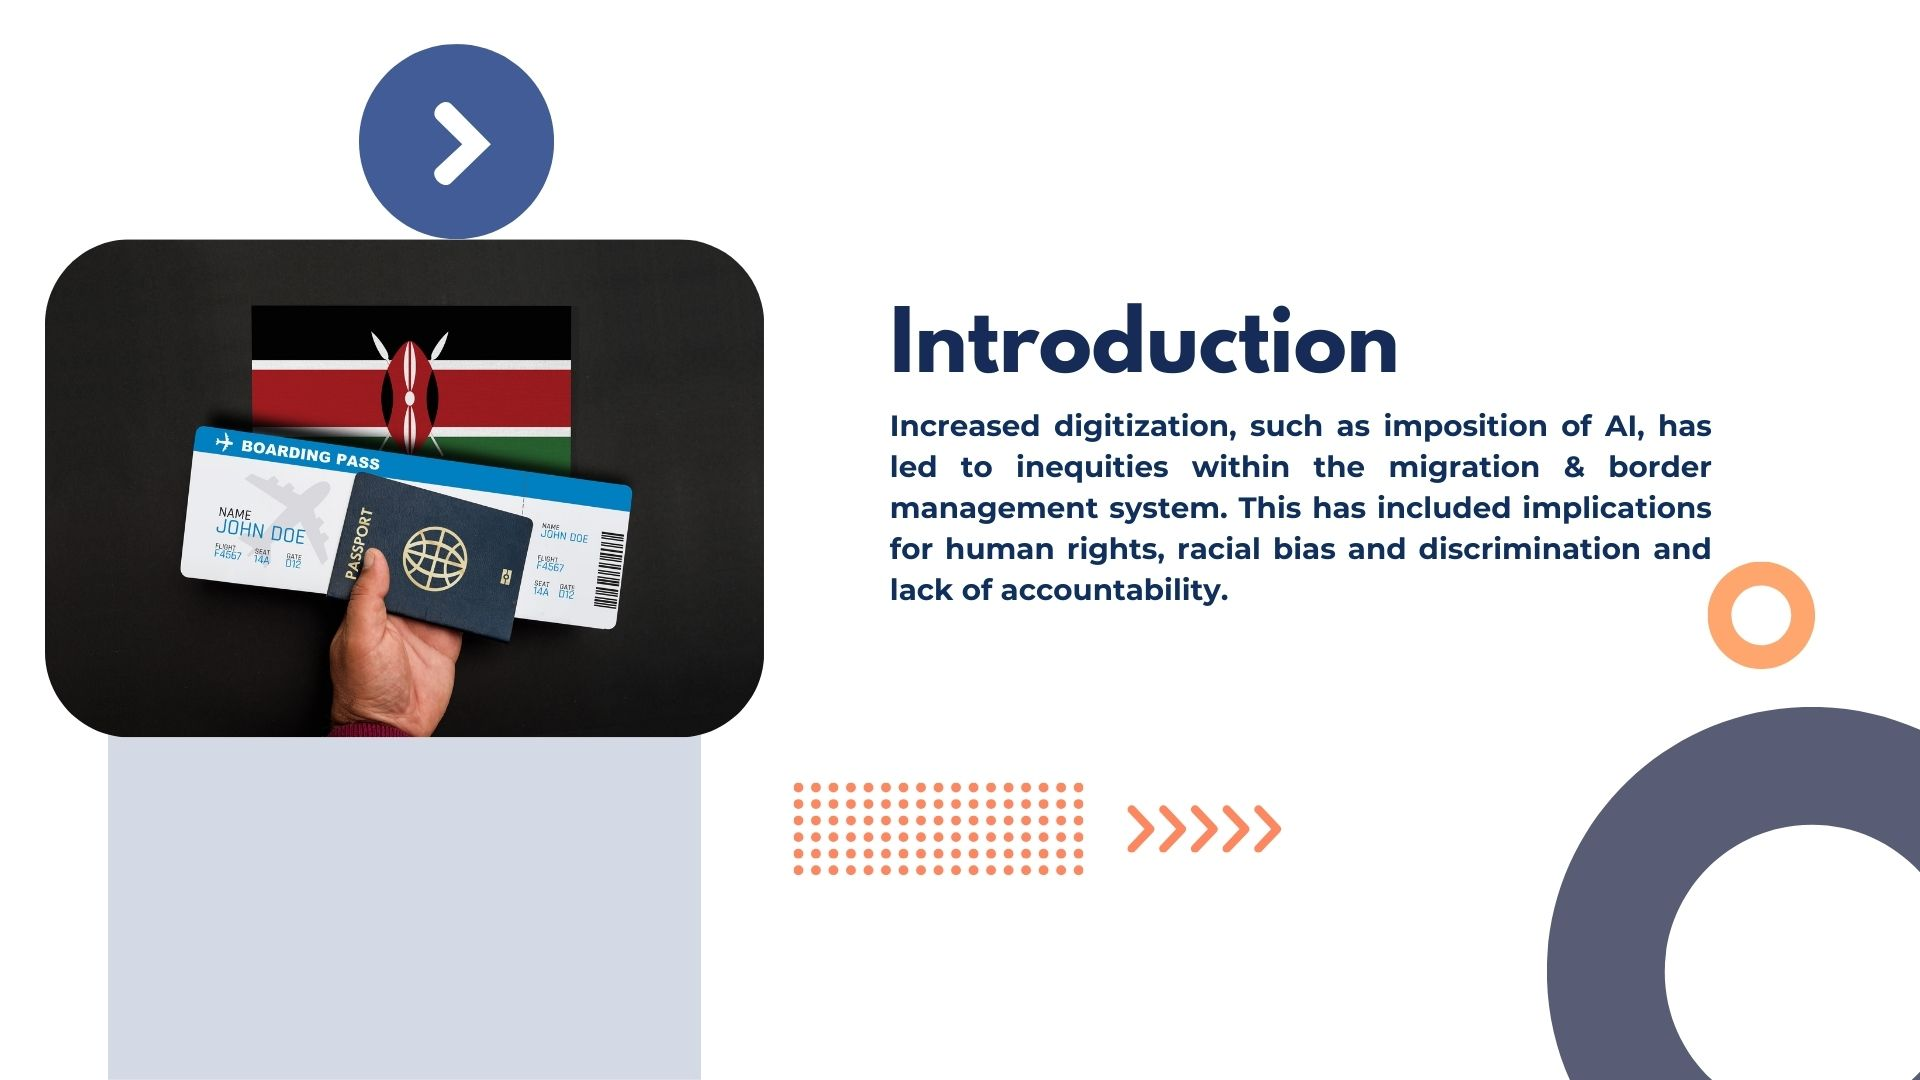 Introduction
Increased digitization, such as imposition of AI, has
led to inequities within the migration & border
management system. This has included implications
for human rights, racial bias and discrimination and
lack of accountability.
BOARDING PASS
NAME
JOHN DOE
FLIGHT
F4567
SEAT
14A
GATE
D12
PASSPORT
NAME
JOHN DOE
FLIGHT
F4567
SEAT
14A
GATE
D12